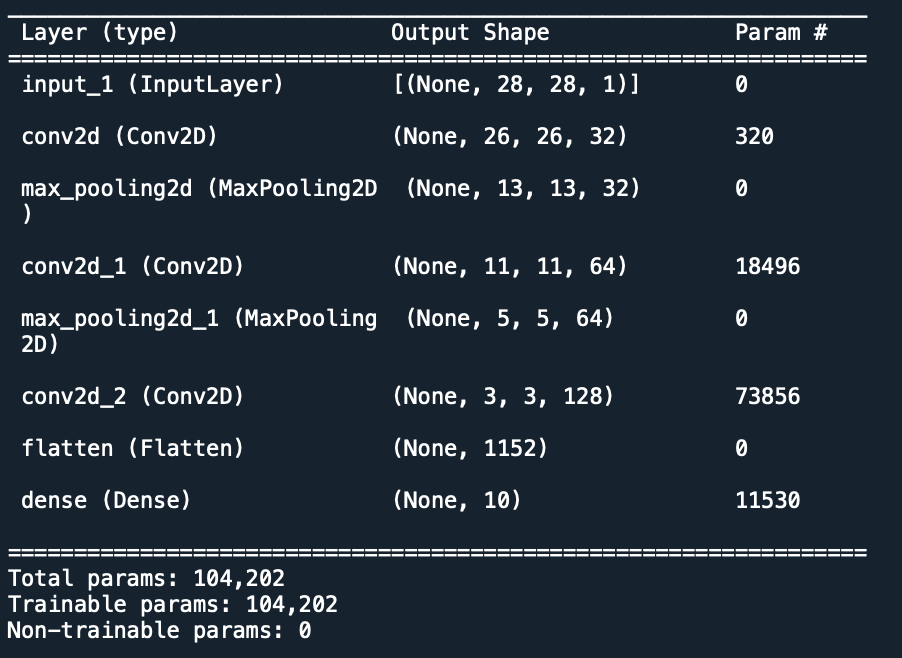 Layer (type) Output Shape Param #
=================================================================
input_1 (InputLayer) [(None, 28, 28, 1)] 0
conv2d (Conv2D) (None, 26, 26, 32) 320
max_pooling2d (MaxPooling2D (None, 13, 13, 32) 0
)
conv2d_1 (Conv2D) (None, 11, 11, 64) 18496
max_pooling2d_1 (MaxPooling (None, 5, 5, 64) 0
2D)
conv2d_2 (Conv2D) (None, 3, 3, 128) 73856
flatten (Flatten) (None, 1152) 0
dense (Dense) (None, 10) 11530
=================================================================
Total params: 104,202
Trainable params: 104,202
Non-trainable params: 0